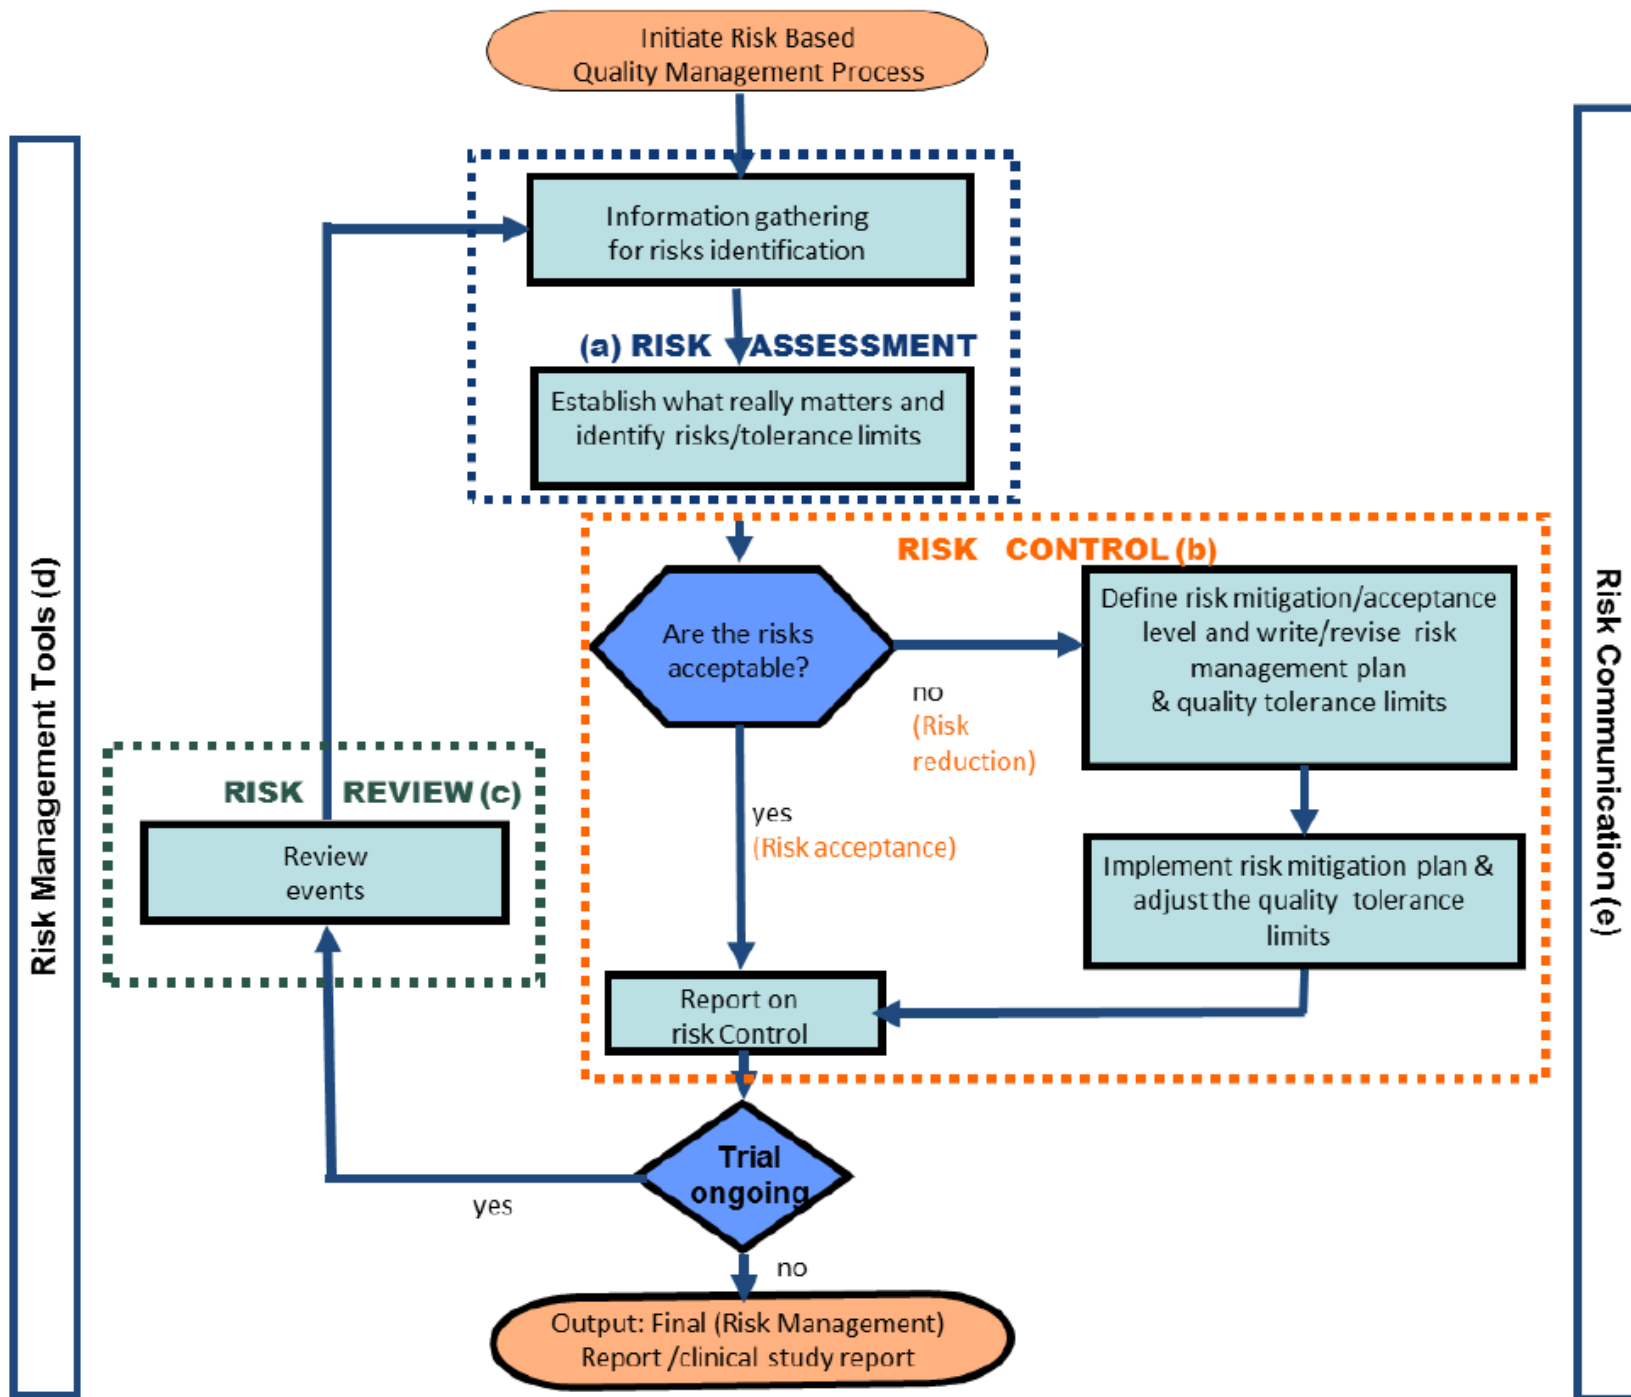 Initiate Risk Based
Quality Management Process
Information gathering
for risks identification
(a) RISK ASSESSMENT
Establish what really matters and
identify risks/tolerance limits
RISK CONTROL (b)
Are the risks
acceptable?
no
(Risk
reduction)
Define risk mitigation/acceptance
level and write/revise risk
management plan
& quality tolerance limits
yes
(Risk acceptance)
Implement risk mitigation plan &
adjust the quality tolerance
limits
RISK REVIEW (c)
Review
events
Report on
risk Control
Trial
ongoing
yes
no
Output: Final (Risk Management)
Report /clinical study report
Risk Management Tools (d)
Risk Communication (e)